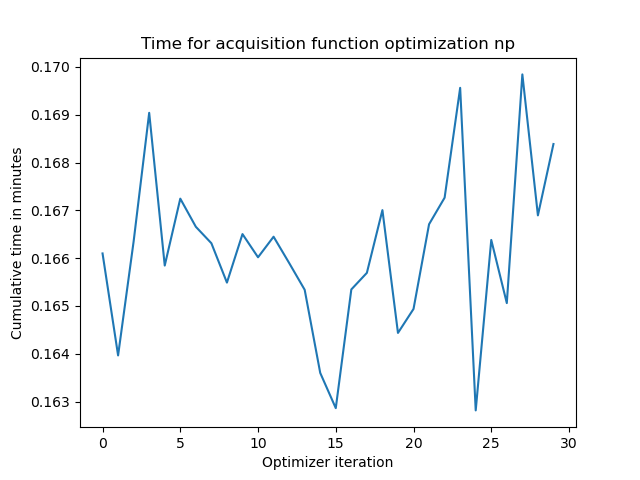 Time for acquisition function optimization np
Cumulative time in minutes
0.170
0.169
0.168
0.167
0.166
0.165
0.164
0.163
0 5 10 15 20 25 30
Optimizer iteration